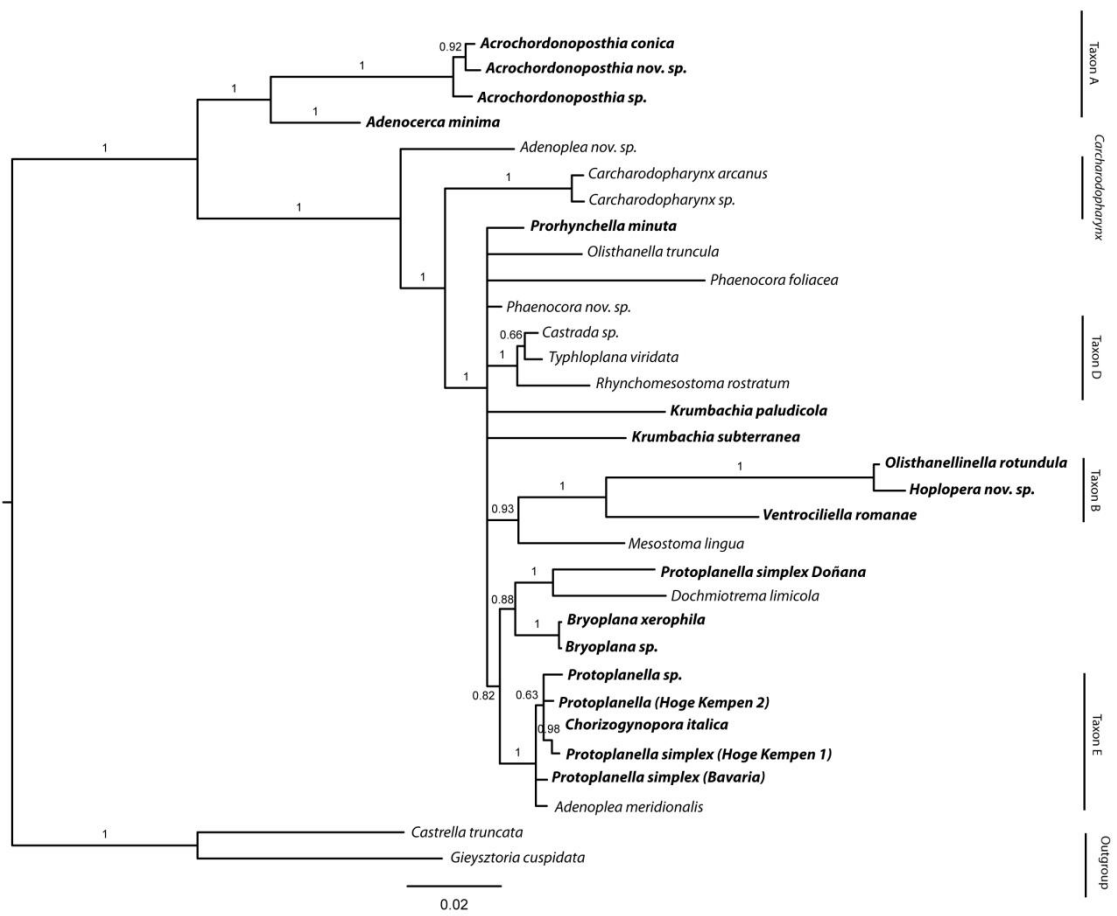 Taxon A
0.92
Acrochordonoposthia conica
Acrochordonoposthia nov. sp.
1
Acrochordonoposthia sp.
1
1
Adenocerca minima
1
Adenoplea nov. sp.
Carcharodopharynx
1
Carcharodopharynx arcanus
Carcharodopharynx sp.
1
Prorhynchella minuta
Olisthanella truncula
1
Phaenocora foliacea
Phaenocora nov. sp.
Taxon D
0.66
Castrada sp.
1
Typhloplana viridata
1
Rhynchomesostoma rostratum
Krumbachia paludicola
Krumbachia subterranea
Taxon B
1
Olisthanellinella rotundula
1
Hoplopera nov. sp.
0.93
Ventrociliella romanae
Mesostoma lingua
1
Protoplanella simplex Doñana
0.88
Dochmiotrema limicola
Bryoplana xerophila
1
Bryoplana sp.
Taxon E
Protoplanella sp.
0.82
0.63
Protoplanella (Hoge Kempen 2)
0.98
Chorizogynopora italica
1
Protoplanella simplex (Hoge Kempen 1)
Protoplanella simplex (Bavaria)
Adenoplea meridionalis
Outgroup
1
Castrella truncata
Gieysztoria cuspidata
0.02